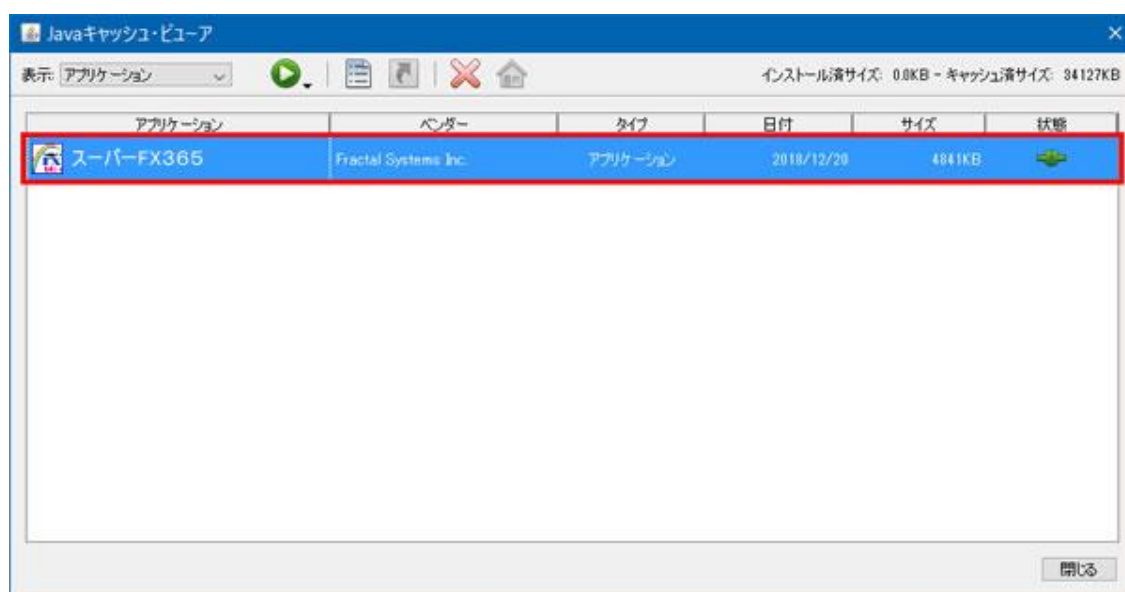 Javaキャッシュ・ビューア
表示: アプリケーション インストール済サイズ: 0.0KB - キャッシュ済サイズ: 34127KB
アプリケーション ベンダー タイプ 日付 サイズ 状態
スーパーFX365 Fractal Systems Inc. アプリケーション 2018/12/20 4841KB
閉じる